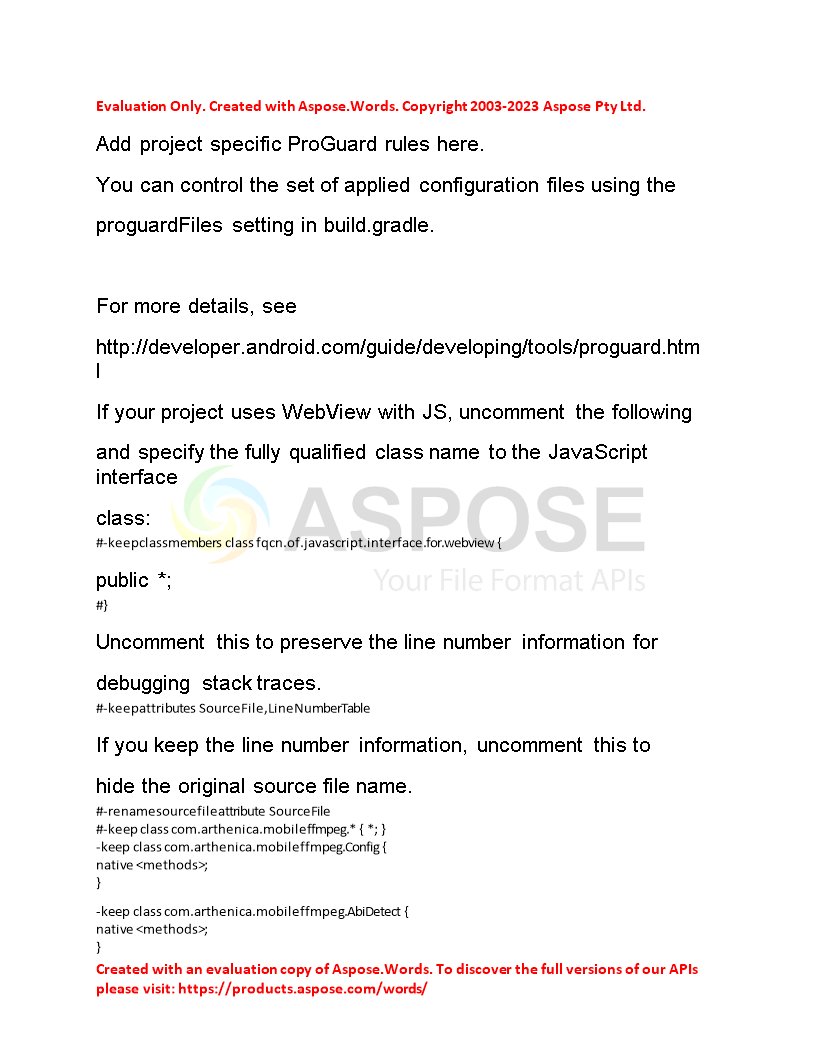 Evaluation Only. Created with Aspose.Words. Copyright 2003-2023 Aspose Pty Ltd.
Add project specific ProGuard rules here.
You can control the set of applied configuration files using the
proguardFiles setting in build.gradle.
For more details, see
http://developer.android.com/guide/developing/tools/proguard.htm
l
If your project uses WebView with JS, uncomment the following
and specify the fully qualified class name to the JavaScript
interface
ASPOSE
class:
#-keepclassmembers class fqcn.of.javascript.interface.for.webview {
Your File Format APIs
public *;
#}
Uncomment this to preserve the line number information for
debugging stack traces.
#-keepattributes SourceFile,LineNumberTable
If you keep the line number information, uncomment this to
hide the original source file name.
#-renamesourcefileattribute SourceFile
#-keep class com.arthenica.mobileffmpeg.* { *; }
-keep class com.arthenica.mobileffmpeg.Config {
native <methods>;
}
-keep class com.arthenica.mobileffmpeg.AbiDetect {
native <methods>;
}
Created with an evaluation copy of Aspose.Words. To discover the full versions of our APIs
please visit: https://products.aspose.com/words/